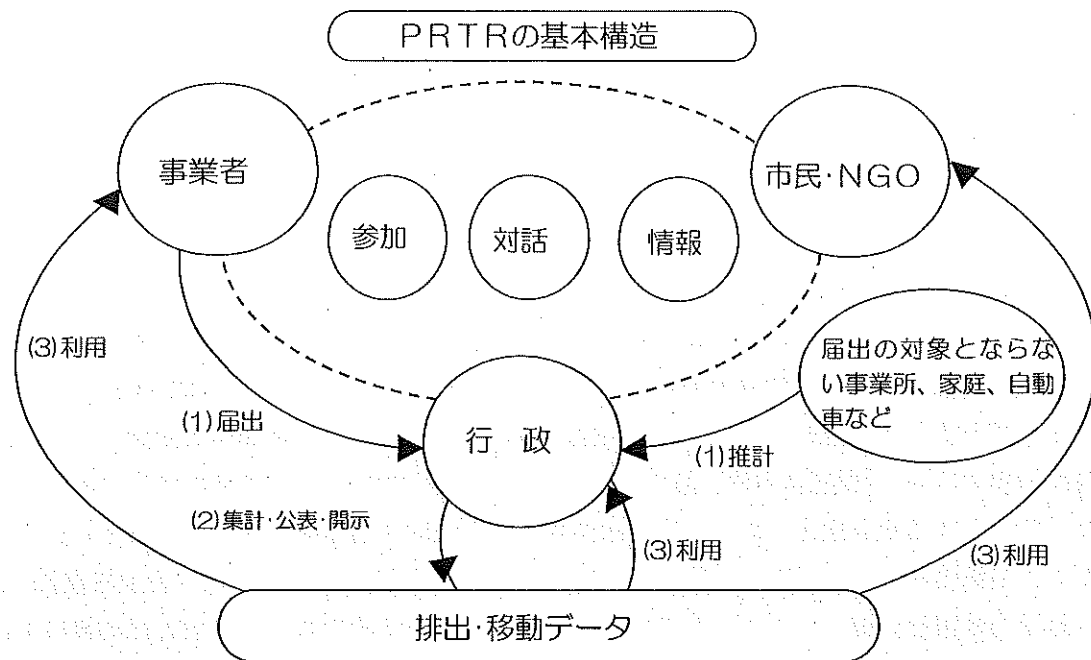 PRTRの基本構造
事業者
市民・NGO
参加
対話
情報
(3)利用
届出の対象とならな
い事業所、家庭、自動
車など
(1)届出
行 政
(1)推計
(2)集計・公表・開示
(3)利用
(3)利用
排出・移動データ